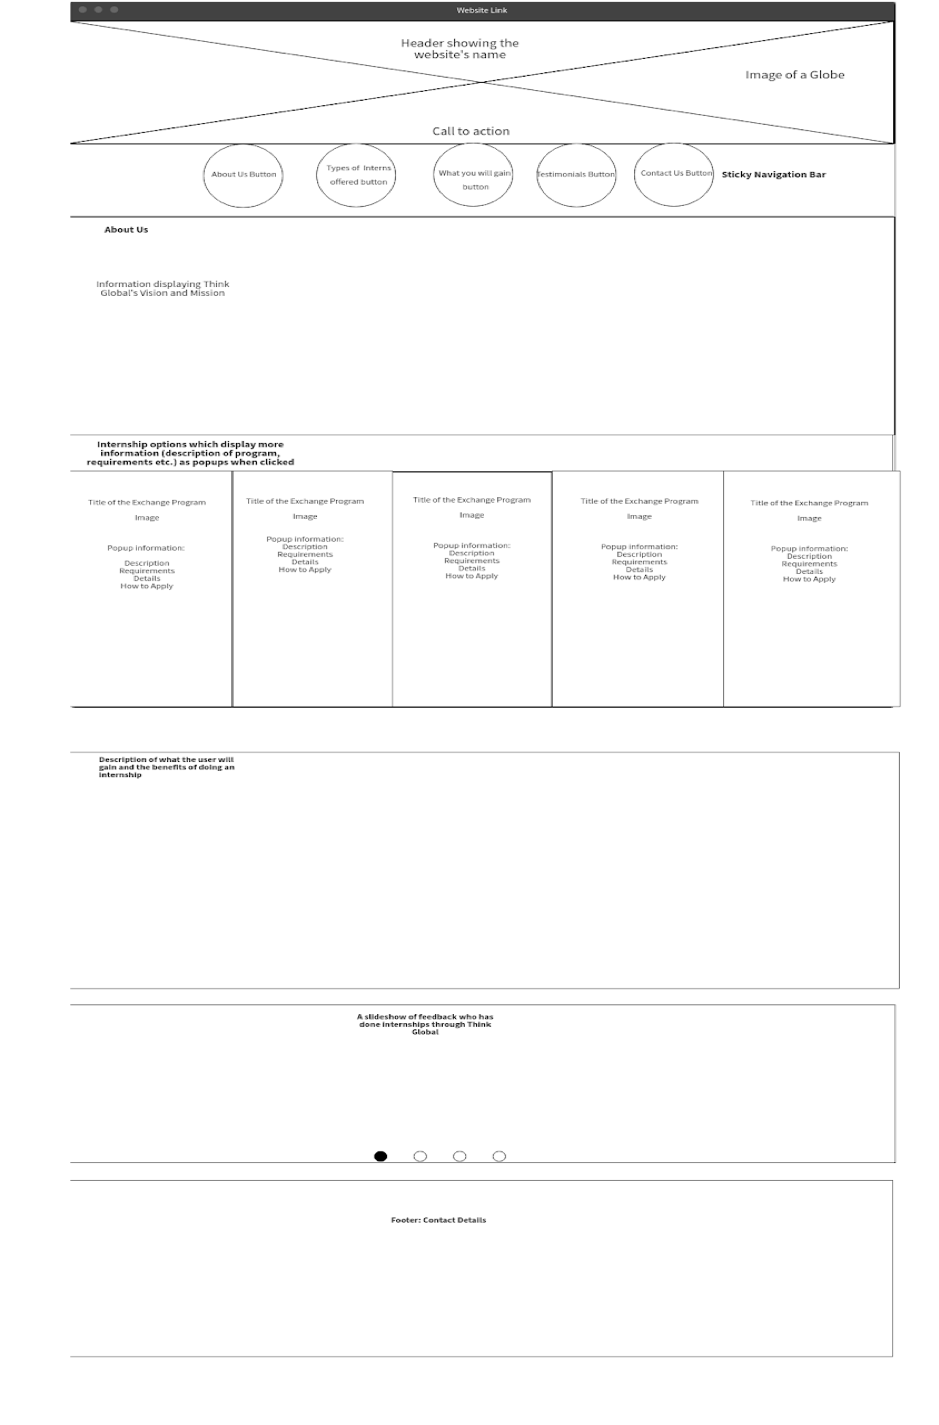 Website Link
Header showing the
website's name
Image of a Globe
Call to action
About Us Button
Types of Interns
offered button
What you will gain
button
Testimonials Button
Contact Us Button
Sticky Navigation Bar
About Us
Information displaying Think
Global's Vision and Mission
Internship options which display more
information (description of program,
requirements etc.) as popups when clicked
Title of the Exchange Program
Image
Popup information:
Description
Requirements
Details
How to Apply
Title of the Exchange Program
Image
Popup information:
Description
Requirements
Details
How to Apply
Title of the Exchange Program
Image
Popup information:
Description
Requirements
Details
How to Apply
Title of the Exchange Program
Image
Popup information:
Description
Requirements
Details
How to Apply
Title of the Exchange Program
Image
Popup information:
Description
Requirements
Details
How to Apply
Description of what the user will
gain and the benefits of doing an
internship
A slideshow of feedback who has
done internships through Think
Global
Footer: Contact Details